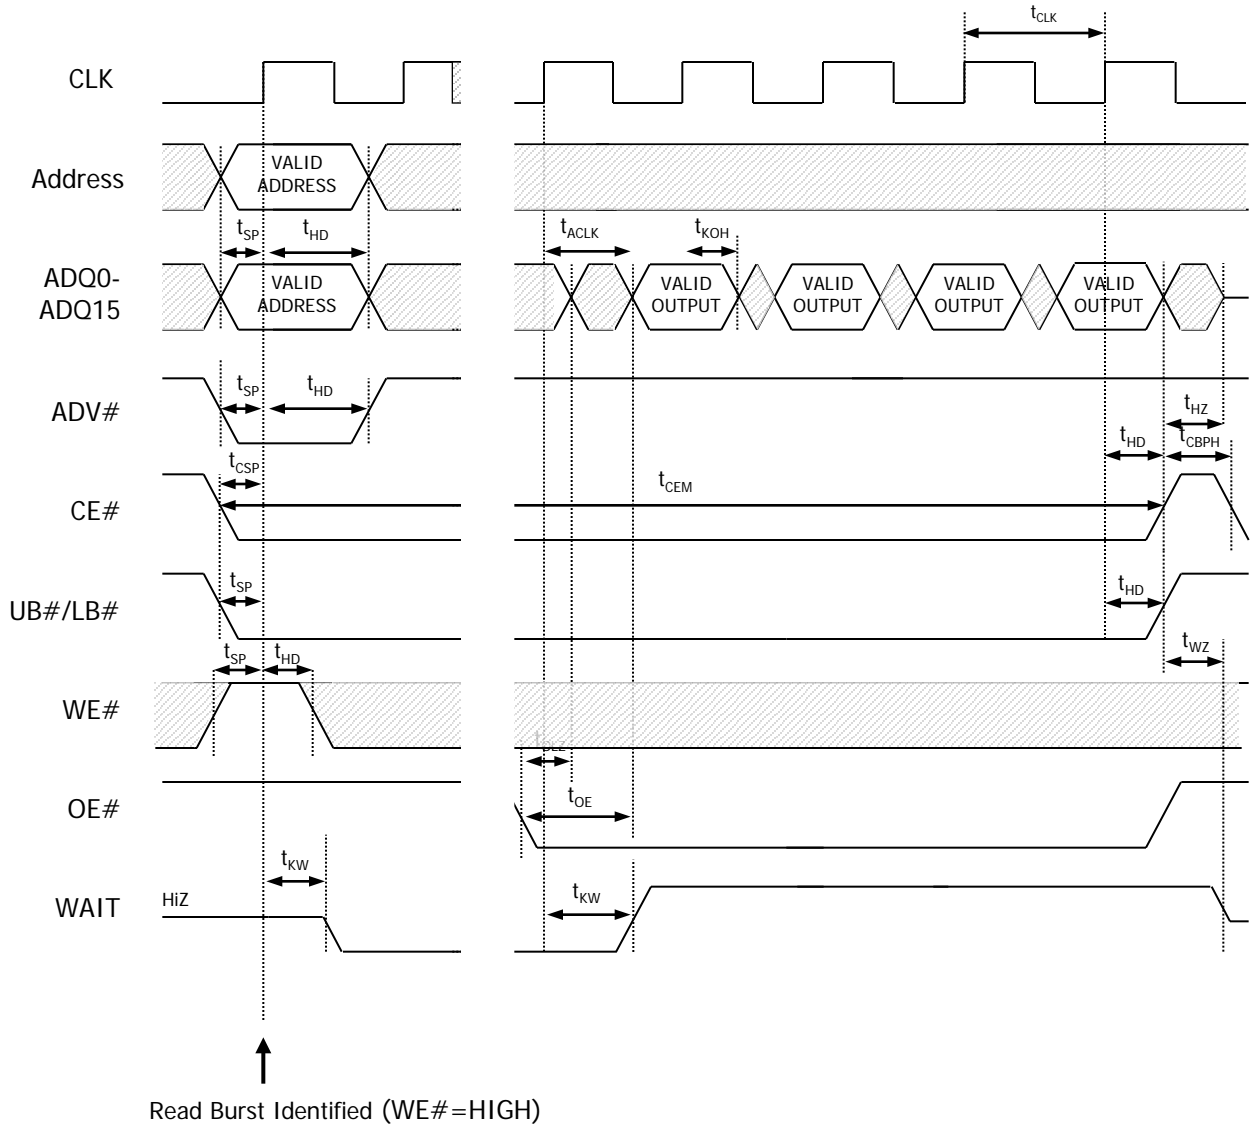 tCLK
CLK
Address
VALID
ADDRESS
tSP
tHD
tACLK
tKOH
ADQ0-
ADQ15
VALID
ADDRESS
VALID
OUTPUT
VALID
OUTPUT
VALID
OUTPUT
VALID
OUTPUT
ADV#
tSP
tHD
tHZ
tHD
tCBPH
CE#
tCSP
tCEM
UB#/LB#
tSP
tHD
tSP
tHD
tWZ
WE#
tOLZ
OE#
tOE
tKW
WAIT
HiZ
tKW
Read Burst Identified (WE#=HIGH)